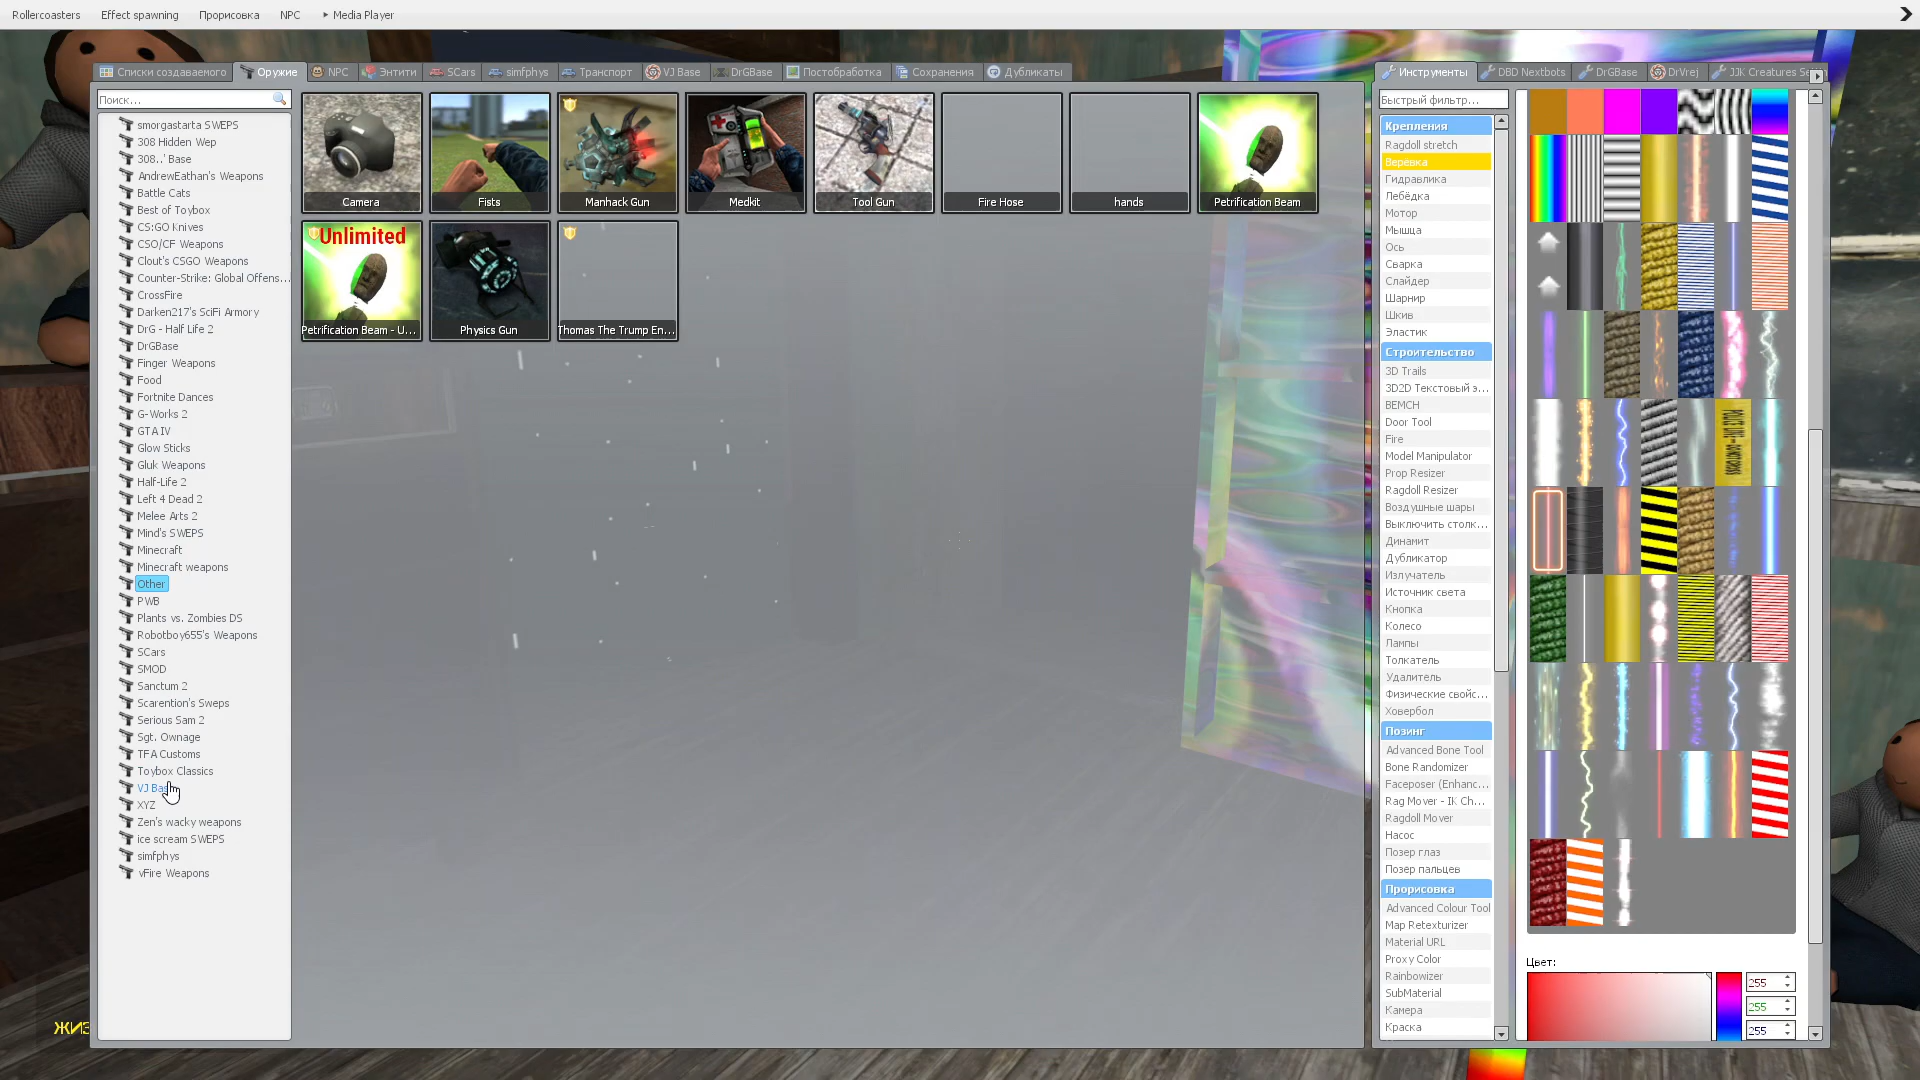 Rollercoasters Effect spawning Прорисовка NPC Media Player
Списки создаваемого Оружие NPC Энтити SCars simfphys Транспорт VJ Base DrGBase Постобработка Сохранения Дубликаты
Поиск...
smorgastarta SWEPS
308 Hidden Wep
308..' Base
AndrewEathan's Weapons
Battle Cats
Best of Toybox
CS:GO Knives
CSO/CF Weapons
Clout's CSGO Weapons
Counter-Strike: Global Offens...
CrossFire
Darken217's SciFi Armory
DrG - Half Life 2
DrGBase
Finger Weapons
Food
Fortnite Dances
G-Works 2
GTA IV
Glow Sticks
Gluk Weapons
Half-Life 2
Left 4 Dead 2
Melee Arts 2
Mind's SWEPS
Minecraft
Minecraft weapons
Other
PWB
Plants vs. Zombies DS
Robotboy655's Weapons
SCars
SMOD
Sanctum 2
Scarention's Sweps
Serious Sam 2
Sgt. Ownage
TFA Customs
Toybox Classics
VJ Bas
XYZ
Zen's wacky weapons
ice scream SWEPS
simfphys
vFire Weapons
Camera Fists Manhack Gun Medkit Tool Gun Fire Hose hands Petrification Beam
Unlimited
Petrification Beam - U... Physics Gun Thomas The Trump En...
Инструменты DBD Nextbots DrGBase DrVrej JJK Creatures Se
Быстрый фильтр...
Крепления
Ragdoll stretch
Верёвка
Гидравлика
Лебёдка
Мотор
Мышца
Ось
Сварка
Слайдер
Шарнир
Шкив
Эластик
Строительство
3D Trails
3D2D Текстовый э...
BEMCH
Door Tool
Fire
Model Manipulator
Prop Resizer
Ragdoll Resizer
Воздушные шары
Выключить столк...
Динамит
Дубликатор
Излучатель
Источник света
Кнопка
Колесо
Лампы
Толкатель
Удалитель
Физические свойс...
Ховербол
Позинг
Advanced Bone Tool
Bone Randomizer
Faceposer (Enhanc...
Rag Mover - IK Ch...
Ragdoll Mover
Насос
Позер глаз
Позер пальцев
Прорисовка
Advanced Colour Tool
Map Retexturizer
Material URL
Proxy Color
Rainbowizer
SubMaterial
Камера
Краска
Цвет:
255
255
255
ЖИЗ